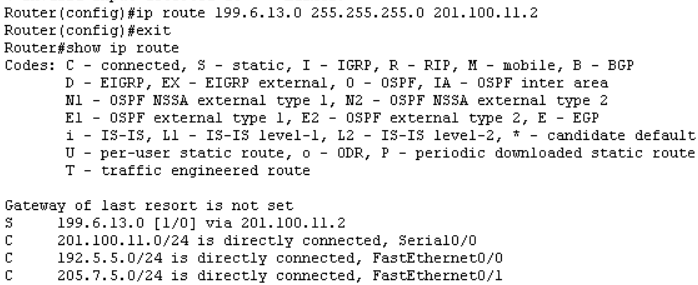 Router(config)#ip route 199.6.13.0 255.255.255.0 201.100.11.2
Router(config)#exit
Router#show ip route
Codes: C - connected, S - static, I - IGRP, R - RIP, M - mobile, B - BGP
       D - EIGRP, EX - EIGRP external, O - OSPF, IA - OSPF inter area
       N1 - OSPF NSSA external type 1, N2 - OSPF NSSA external type 2
       E1 - OSPF external type 1, E2 - OSPF external type 2, E - EGP
       i - IS-IS, L1 - IS-IS level-1, L2 - IS-IS level-2, * - candidate default
       U - per-user static route, o - ODR, P - periodic downloaded static route
       T - traffic engineered route

Gateway of last resort is not set
S     199.6.13.0 [1/0] via 201.100.11.2
C     201.100.11.0/24 is directly connected, Serial0/0
C     192.5.5.0/24 is directly connected, FastEthernet0/0
C     205.7.5.0/24 is directly connected, FastEthernet0/1